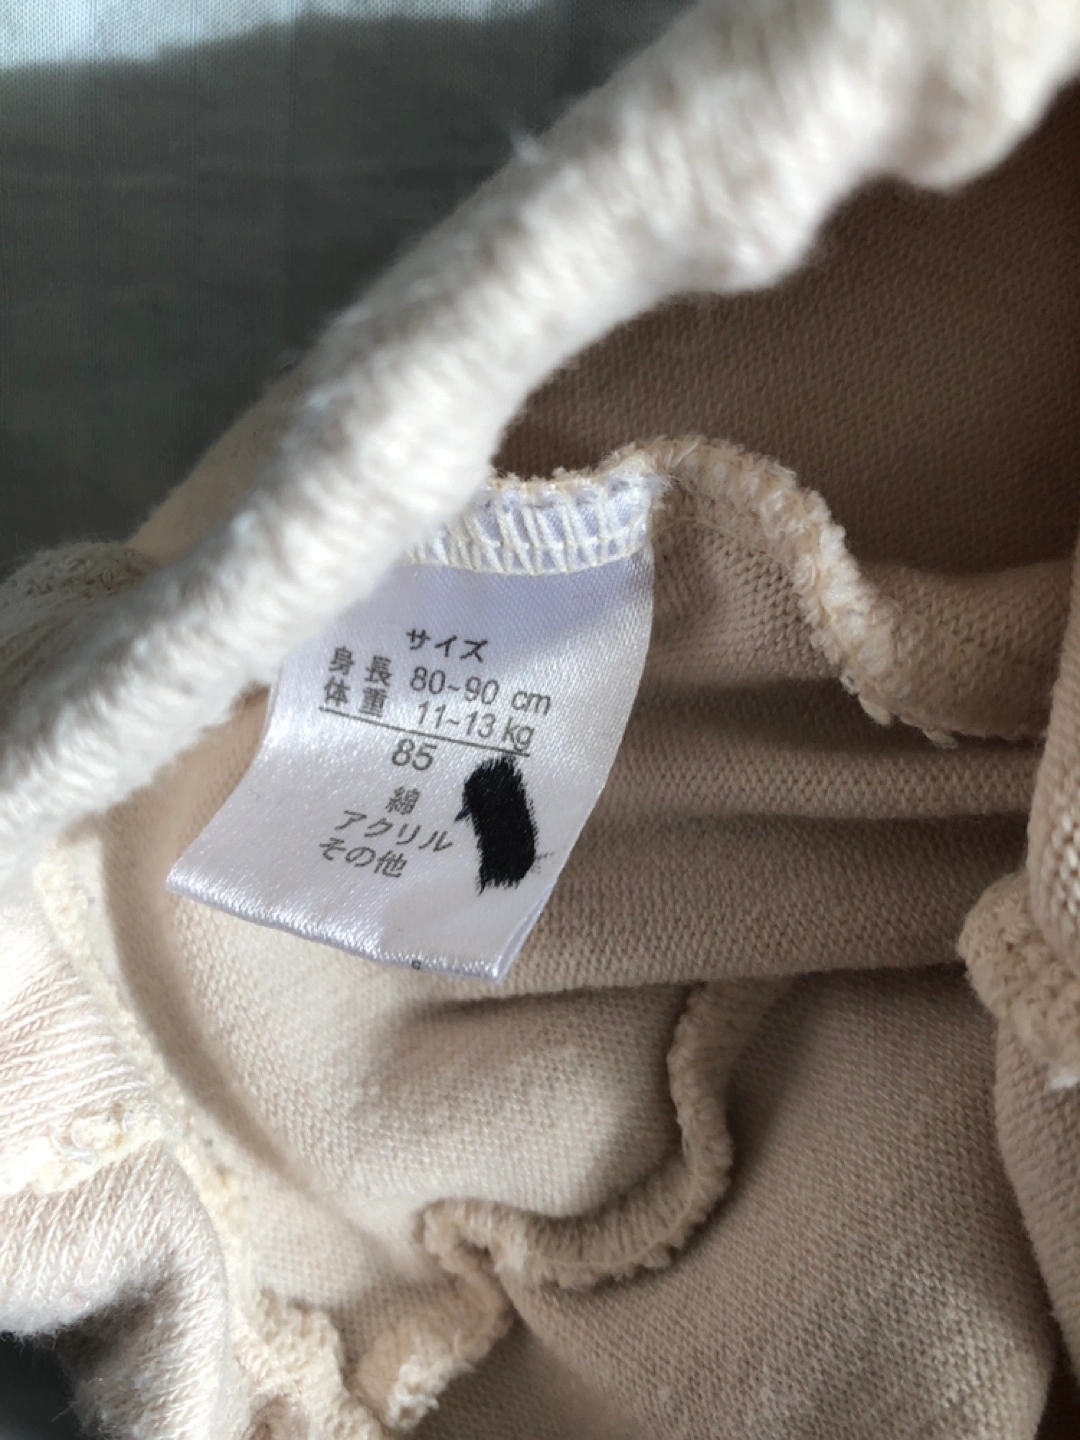 サイズ
身長 80~90 cm
体重 11~13 kg
85
綿
アクリル
その他